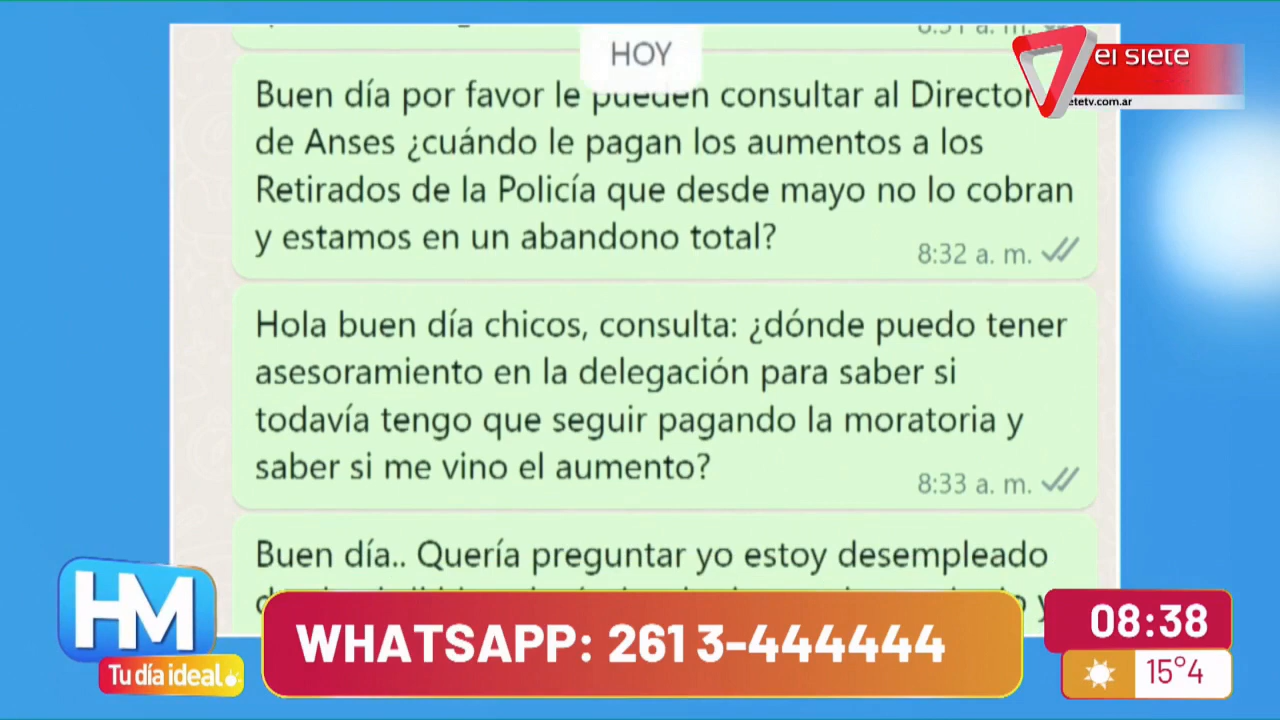 HOY
el siete
etetv.com.ar
Buen día por favor le pueden consultar al Director
de Anses ¿cuándo le pagan los aumentos a los
Retirados de la Policía que desde mayo no lo cobran
y estamos en un abandono total?
8:32 a. m.
Hola buen día chicos, consulta: ¿dónde puedo tener
asesoramiento en la delegación para saber si
todavía tengo que seguir pagando la moratoria y
saber si me vino el aumento?
8:33 a. m.
Buen día.. Quería preguntar yo estoy desempleado
HM
Tu día ideal
WHATSAPP: 2613-444444
08:38
15°4